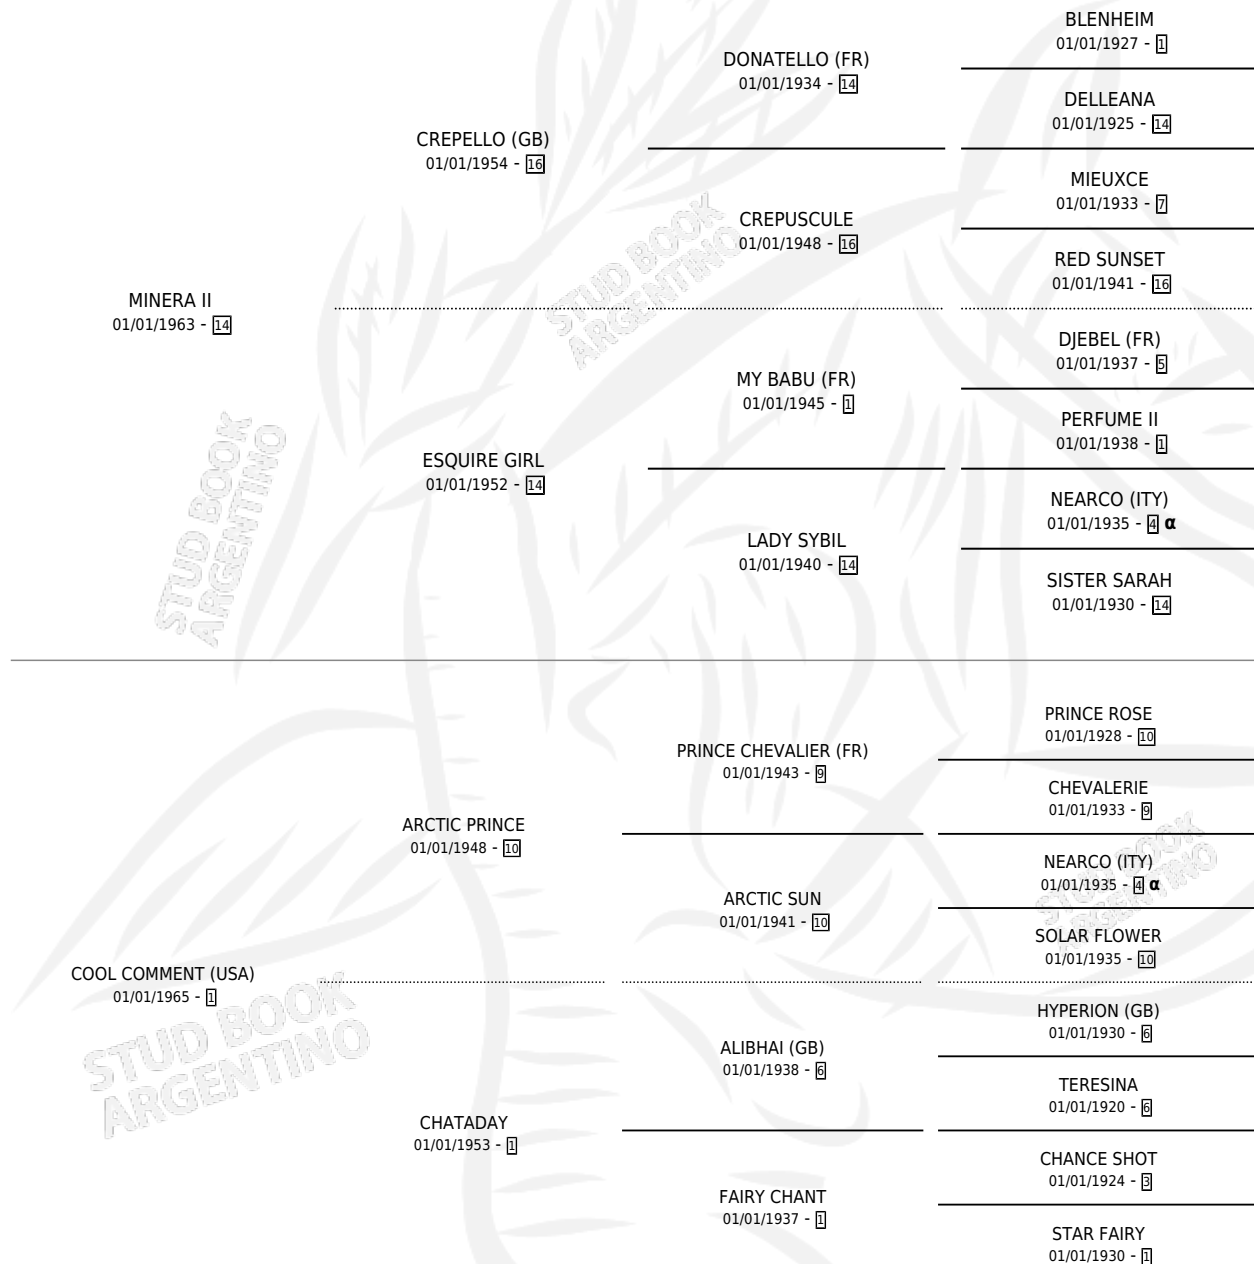 BLENHEIM
01/01/1927 - 1
DONATELLO (FR)
01/01/1934 - 14
DELLEANA
01/01/1925 - 14
CREPELLO (GB)
01/01/1954 - 16
MIEUXCE
01/01/1933 - 7
CREPUSCULE
01/01/1948 - 16
RED SUNSET
01/01/1941 - 16
STUD BOOK
ARGENTINO
MINERA II
01/01/1963 - 14
DJEBEL (FR)
01/01/1937 - 5
MY BABU (FR)
01/01/1945 - 1
PERFUME II
01/01/1938 - 1
ESQUIRE GIRL
01/01/1952 - 14
NEARCO (ITY)
01/01/1935 - 4 α
LADY SYBIL
01/01/1940 - 14
SISTER SARAH
01/01/1930 - 14
STUD BOOK
ARGENTINO
PRINCE ROSE
01/01/1928 - 10
PRINCE CHEVALIER (FR)
01/01/1943 - 9
CHEVALERIE
01/01/1933 - 9
ARCTIC PRINCE
01/01/1948 - 10
NEARCO (ITY)
01/01/1935 - 4 α
STUD BOOK
ARGENTINO
ARCTIC SUN
01/01/1941 - 10
SOLAR FLOWER
01/01/1935 - 10
COOL COMMENT (USA)
01/01/1965 - 1
STUD BOOK
ARGENTINO
HYPERION (GB)
01/01/1930 - 6
ALIBHAI (GB)
01/01/1938 - 6
TERESINA
01/01/1920 - 6
CHATADAY
01/01/1953 - 1
CHANCE SHOT
01/01/1924 - 3
FAIRY CHANT
01/01/1937 - 1
STAR FAIRY
01/01/1930 - 1